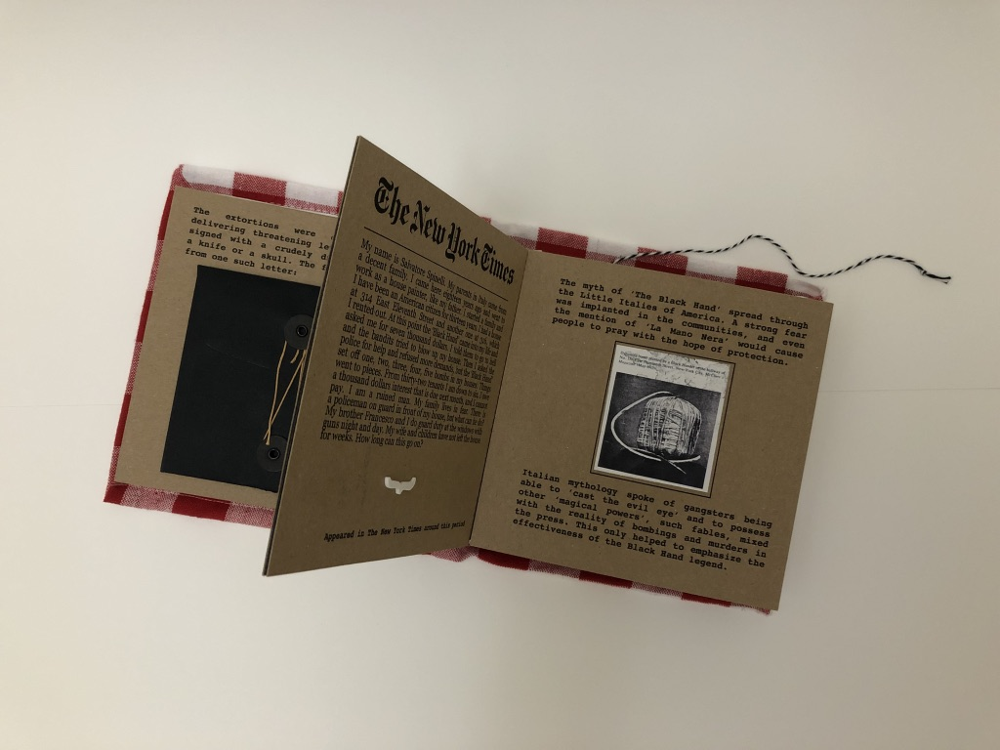 The extortions were
delivering threatening le
signed with a crudely d
a knife or a skull. The f
from one such letter:
The New York Times
My name is Salvatore Spinelli. My parents in Italy came from
a decent family. I came here eighteen years ago and went to
work as a house painter, like my father. I started a family and
I have been an American citizen for thirteen years. I had a house
at 314 East Eleventh Street and another one at 316, which
I rented out. At this point the 'Black Hand' came into my life and
asked me for seven thousand dollars. I told them to go to hell
and the bandits tried to blow up my house. Then I asked the
police for help and refused more demands, but the 'Black Hand'
set off one, two, three, four, five bombs in my houses. Things
went to pieces. From thirty-two tenants I am down to six. I owe
a thousand dollars interest that is due next month and I cannot
pay. I am a ruined man. My family lives in fear. There is
a policeman on guard in front of my house, but what can he do?
My brother Francesco and I do guard duty at the windows with
guns night and day. My wife and children have not left the house
for weeks. How long can this go on?
Appeared in The New York Times around this period
The myth of 'The Black Hand' spread through
the Little Italies of America. A strong fear
was implanted in the communities, and even
the mention of 'La Mano Nera' would cause
people to pray with the hope of protection.
Italian mythology spoke of gangsters being
able to 'cast the evil eye' and to possess
other 'magical powers', such fables, mixed
with the reality of bombings and murders in
the press. This only helped to emphasize the
effectiveness of the Black Hand legend.